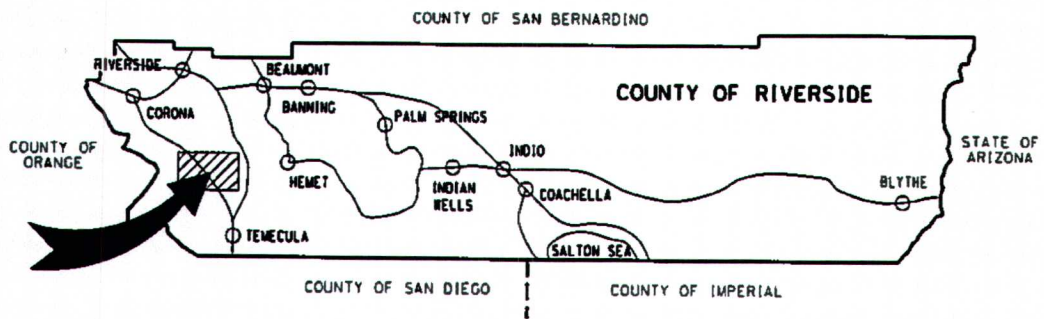 COUNTY OF SAN BERNARDINO
RIVERSIDE
BEAUMONT
CORONA
BANNING
COUNTY OF RIVERSIDE
PALM SPRINGS
COUNTY OF
ORANGE
STATE OF
ARIZONA
HEMET
INDIO
INDIAN
WELLS
COACHELLA
BLYTHE
TEMECULA
SALTON SEA
COUNTY OF SAN DIEGO
COUNTY OF IMPERIAL